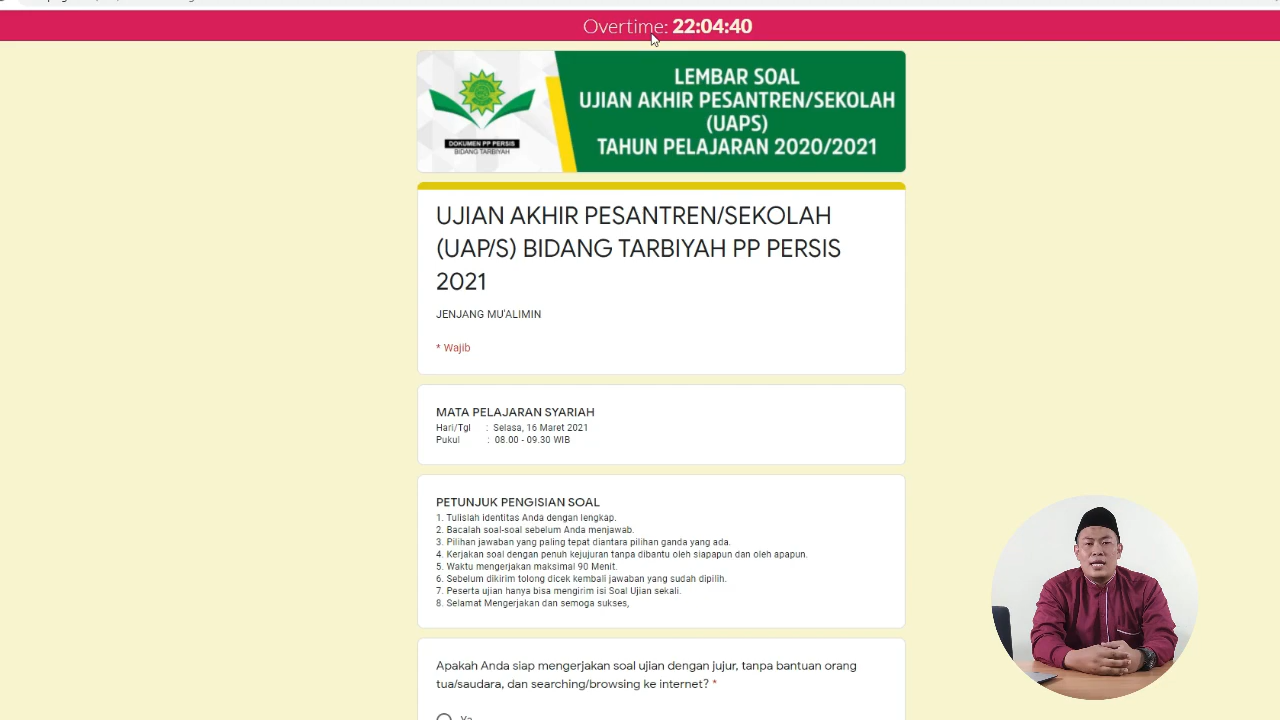 Overtime: 22:04:40
LEMBAR SOAL
UJIAN AKHIR PESANTREN/SEKOLAH
(UAPS)
TAHUN PELAJARAN 2020/2021
DOKUMEN PP PERSIS
BIDANG TARBIYAH
UJIAN AKHIR PESANTREN/SEKOLAH
(UAP/S) BIDANG TARBIYAH PP PERSIS
2021
JENJANG MU'ALIMIN
* Wajib
MATA PELAJARAN SYARIAH
Hari/Tgl : Selasa, 16 Maret 2021
Pukul : 08.00 - 09.30 WIB
PETUNJUK PENGISIAN SOAL
1. Tulislah identitas Anda dengan lengkap.
2. Bacalah soal-soal sebelum Anda menjawab.
3. Pilihan jawaban yang paling tepat diantara pilihan ganda yang ada.
4. Kerjakan soal dengan penuh kejujuran tanpa dibantu oleh siapapun dan oleh apapun.
5. Waktu mengerjakan maksimal 90 Menit.
6. Sebelum dikirim tolong dicek kembali jawaban yang sudah dipilih.
7. Peserta ujian hanya bisa mengirim isi Soal Ujian sekali.
8. Selamat Mengerjakan dan semoga sukses,
Apakah Anda siap mengerjakan soal ujian dengan jujur, tanpa bantuan orang
tua/saudara, dan searching/browsing ke internet? *
Ya